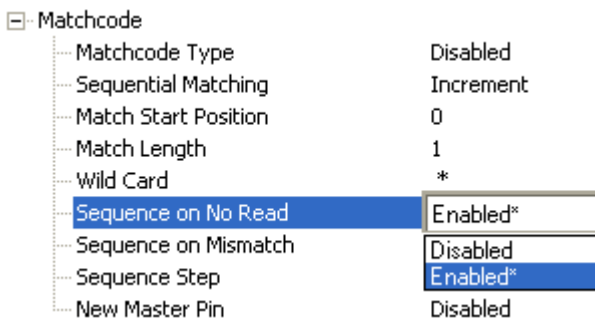 Matchcode
Matchcode Type Disabled
Sequential Matching Increment
Match Start Position 0
Match Length 1
Wild Card *
Sequence on No Read Enabled*
Sequence on Mismatch Disabled
Sequence Step Enabled*
New Master Pin Disabled